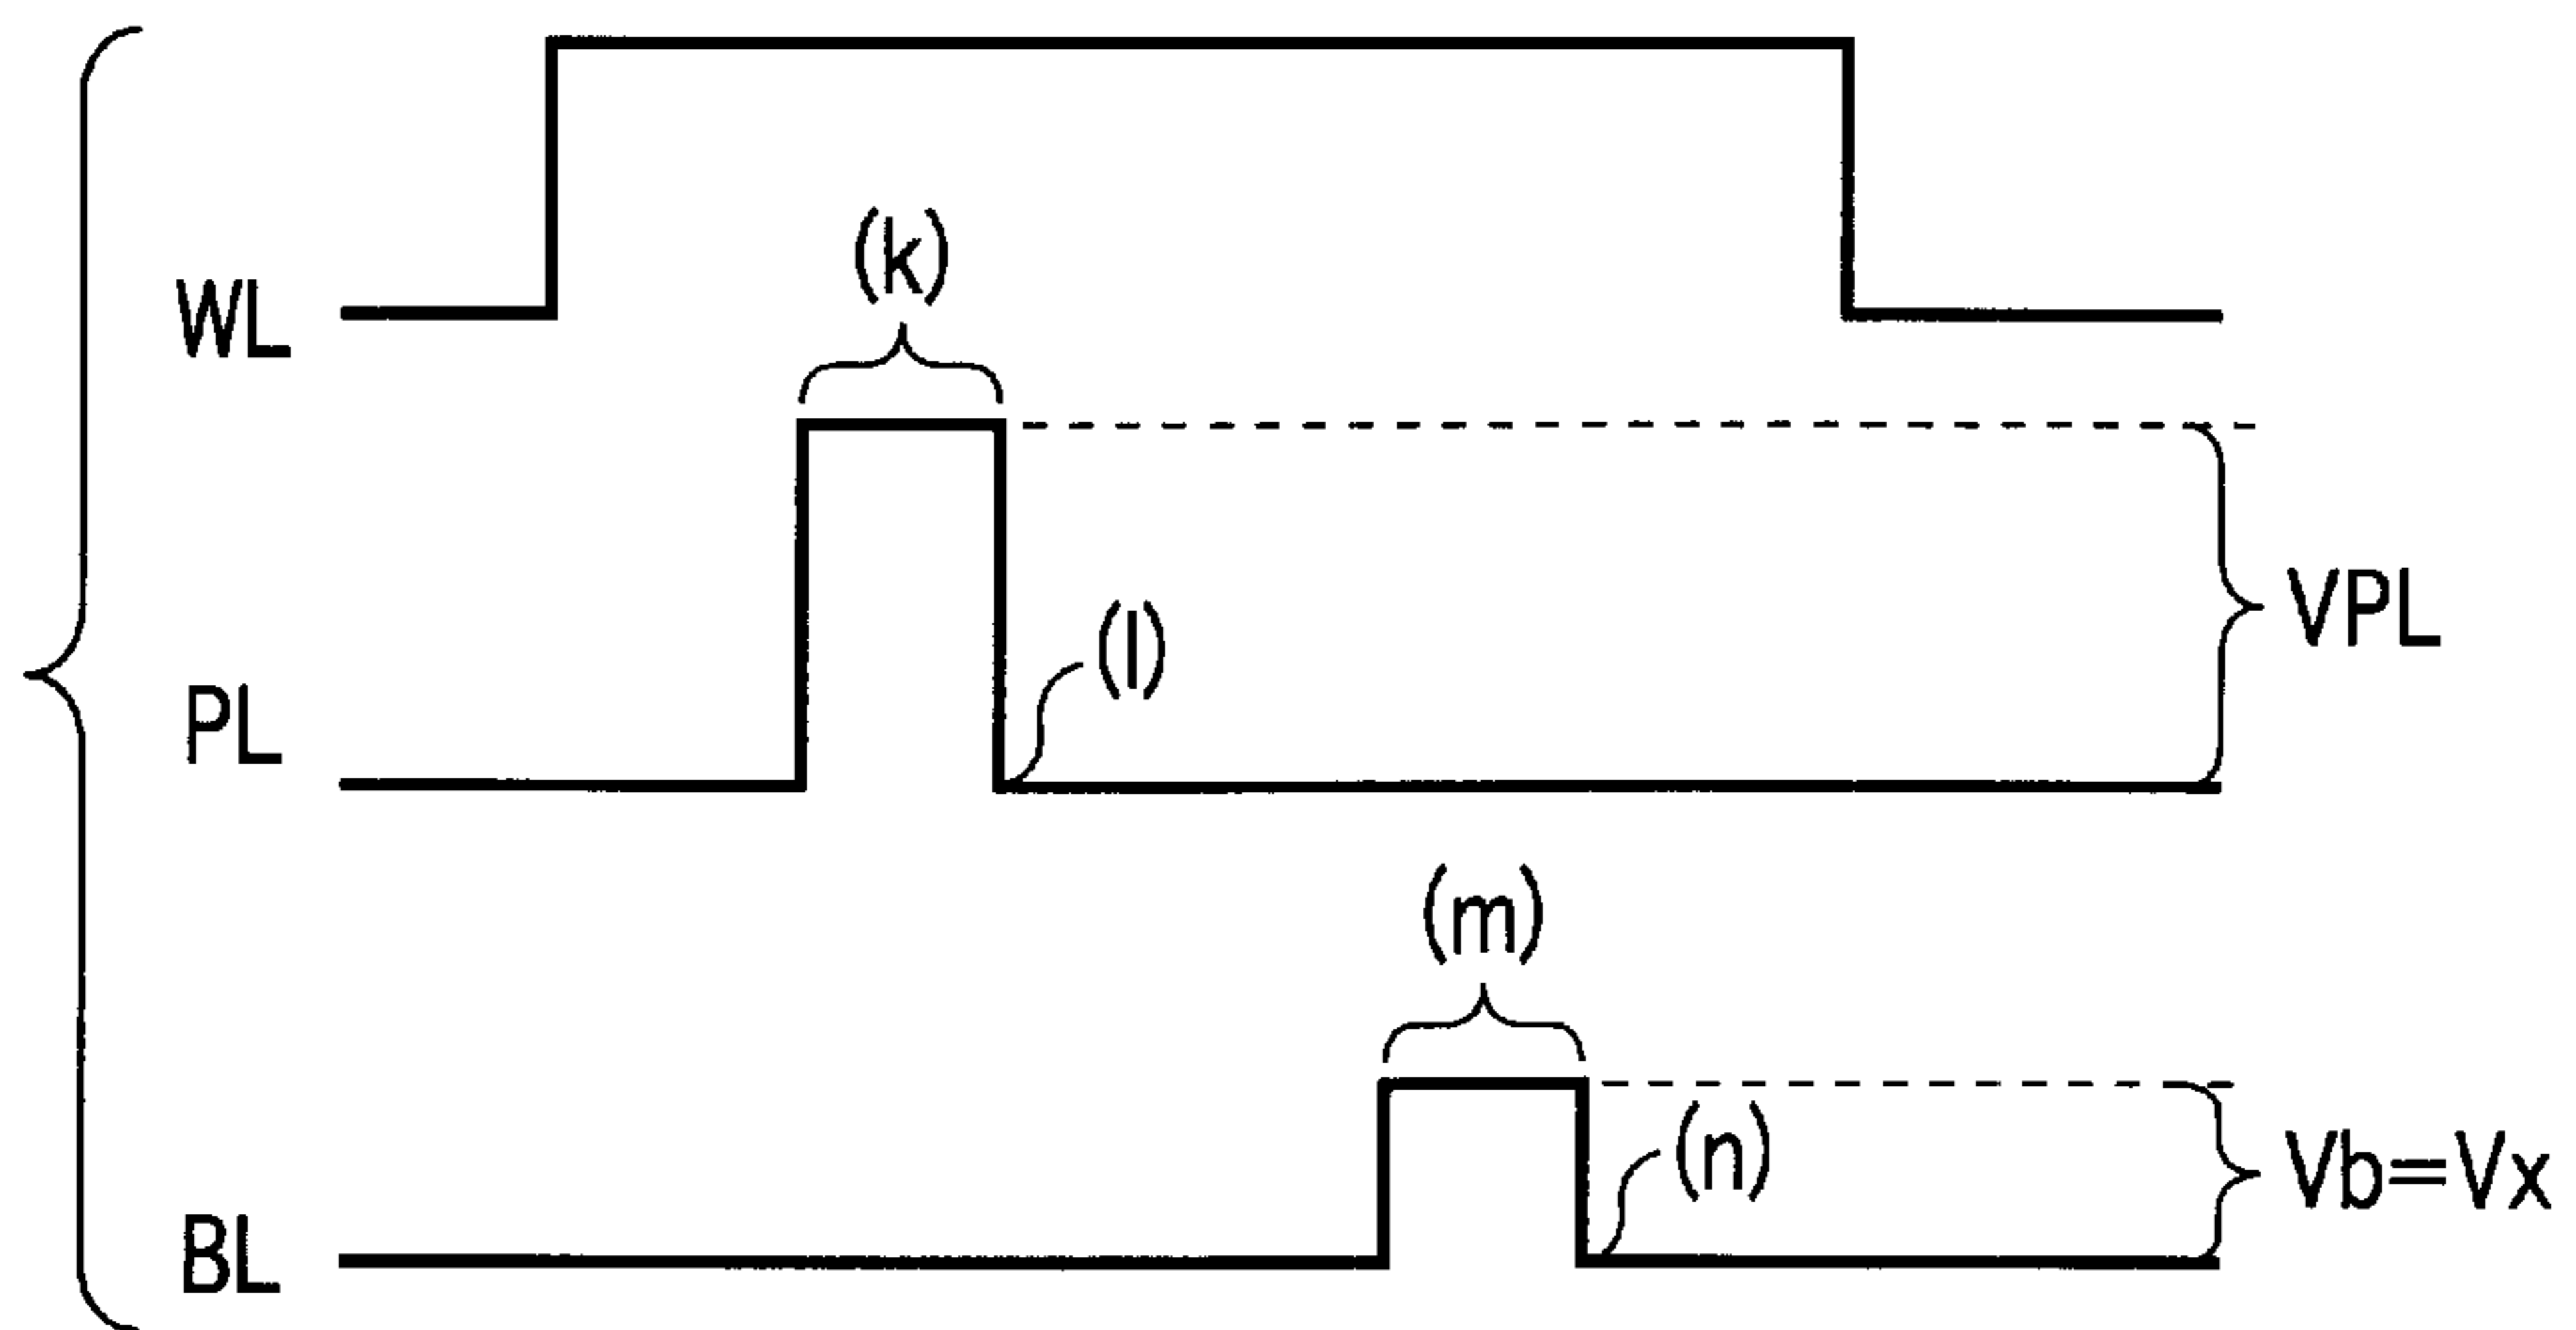 (k)
WL
(l)
VPL
PL
(m)
(n)
Vb=Vx
BL